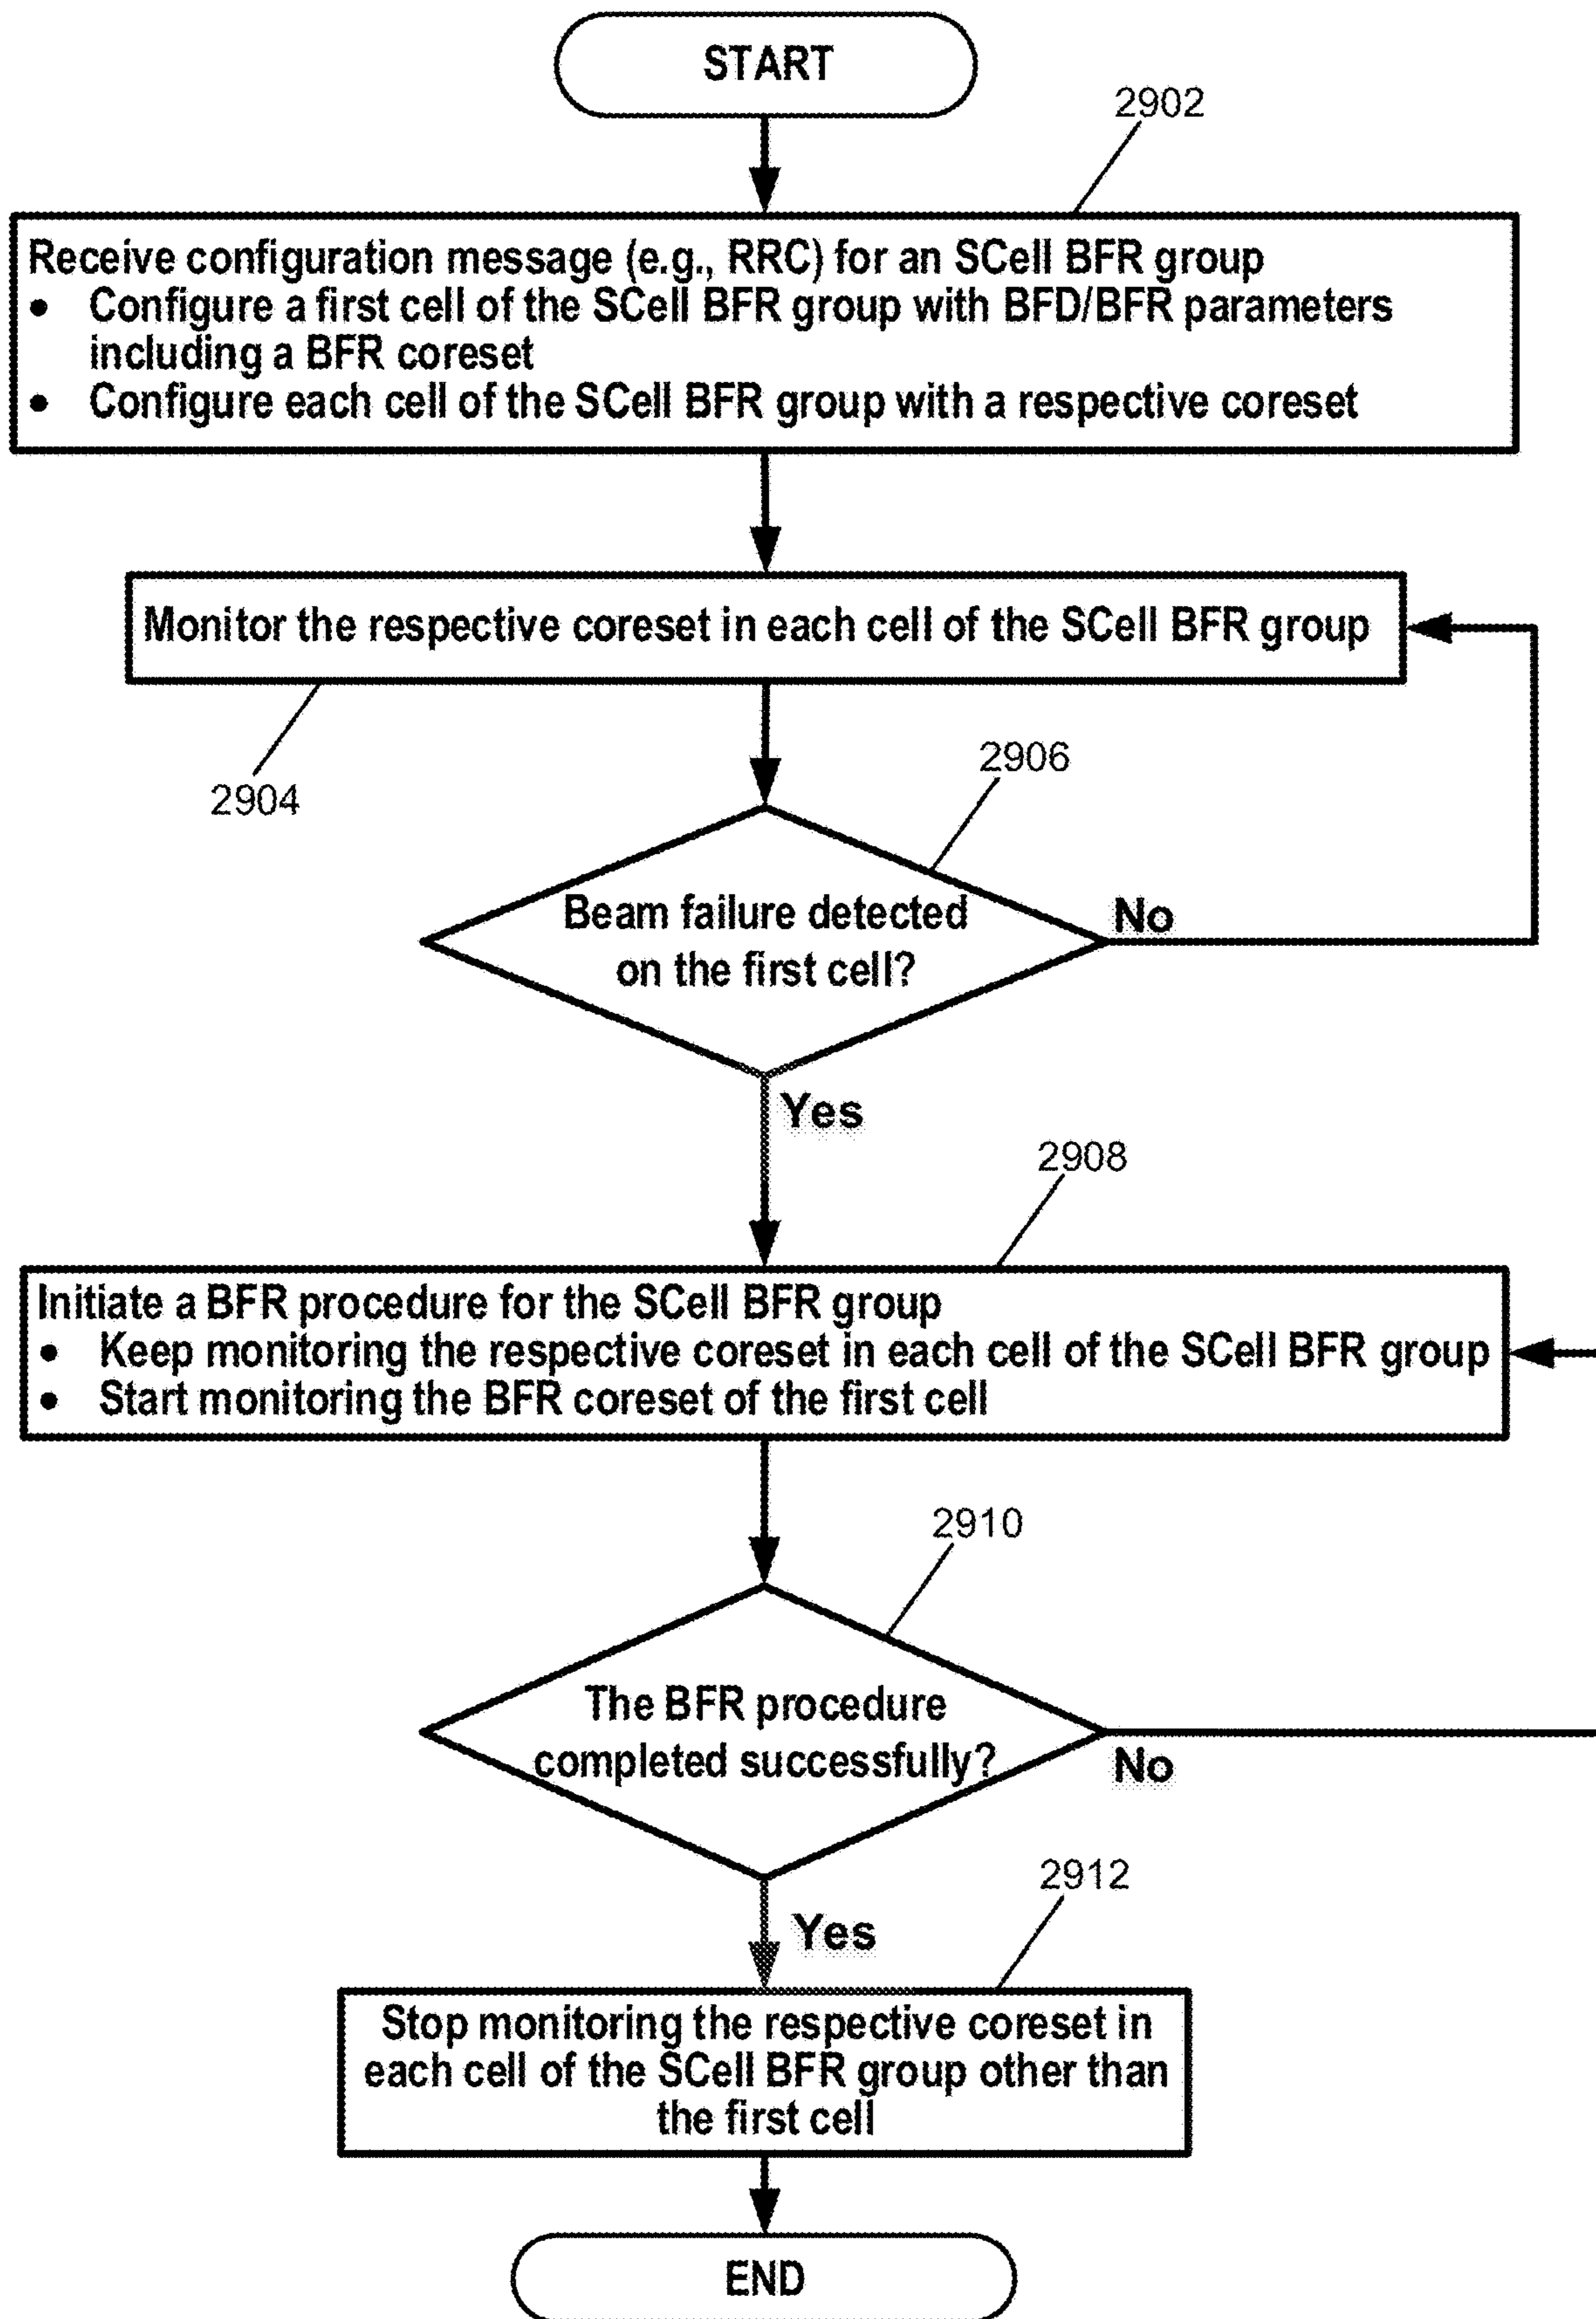 START
2902
Receive configuration message (e.g., RRC) for an SCell BFR group
• Configure a first cell of the SCell BFR group with BFD/BFR parameters
including a BFR coreset
• Configure each cell of the SCell BFR group with a respective coreset
Monitor the respective coreset in each cell of the SCell BFR group
2904
2906
Beam failure detected
on the first cell?
No
Yes
2908
Initiate a BFR procedure for the SCell BFR group
• Keep monitoring the respective coreset in each cell of the SCell BFR group
• Start monitoring the BFR coreset of the first cell
2910
The BFR procedure
completed successfully?
No
Yes
2912
Stop monitoring the respective coreset in
each cell of the SCell BFR group other than
the first cell
END